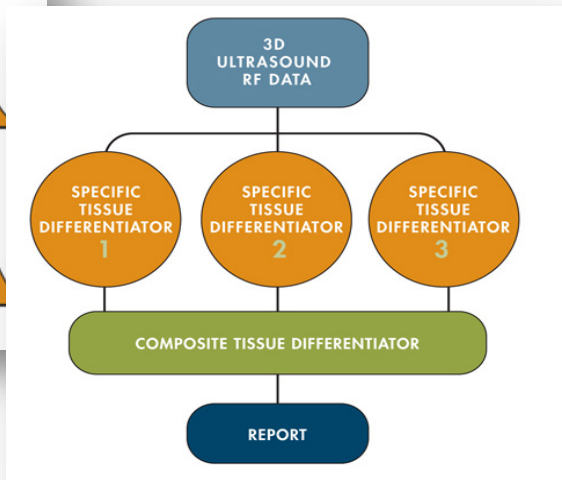 3D
ULTRASOUND
RF DATA
SPECIFIC
TISSUE
DIFFERENTIATOR
1
SPECIFIC
TISSUE
DIFFERENTIATOR
2
SPECIFIC
TISSUE
DIFFERENTIATOR
3
COMPOSITE TISSUE DIFFERENTIATOR
REPORT